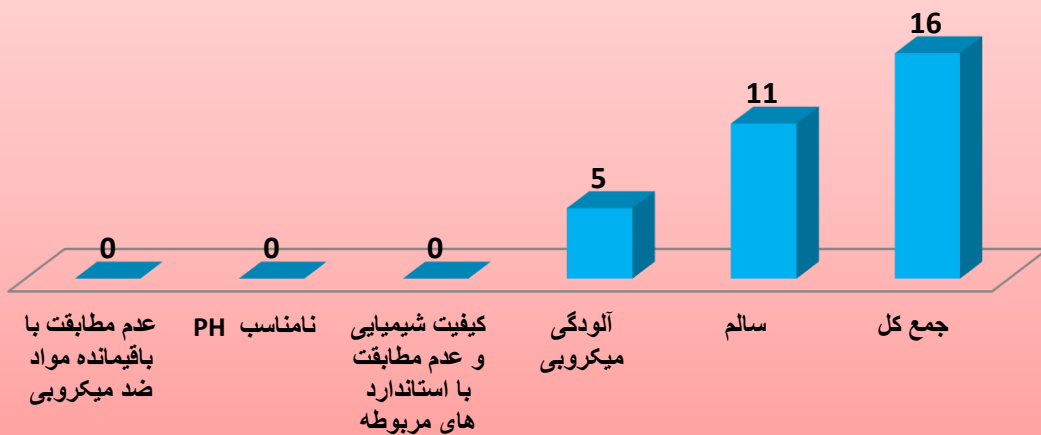 16
11
5
0
0
0
جمع کل
سالم
آلودگی
میکروبی
کیفیت شیمیایی
و عدم مطابقت
با استاندارد
های مربوطه
نامناسب PH
عدم مطابقت با
باقیمانده مواد
ضد میکروبی